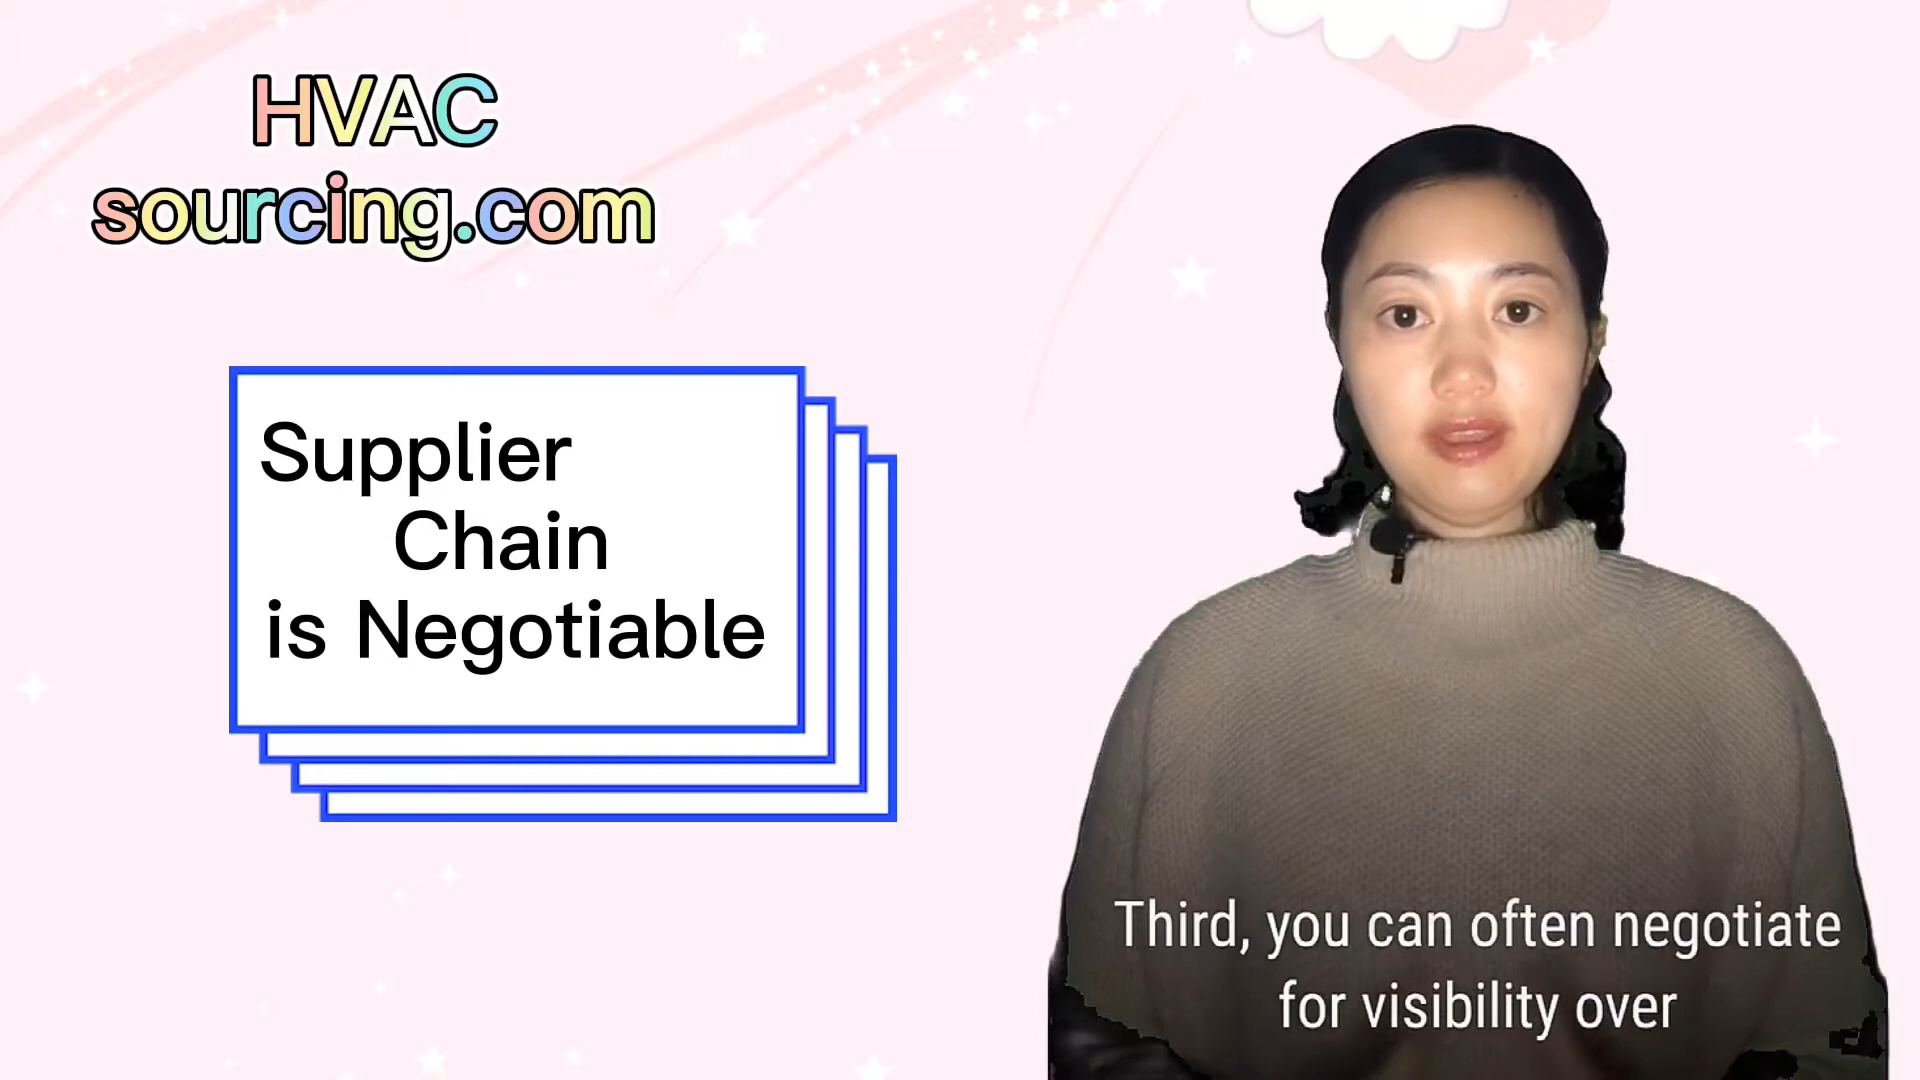 HVAC
sourcing.com
Supplier
Chain
is Negotiable
Third, you can often negotiate
for visibility over